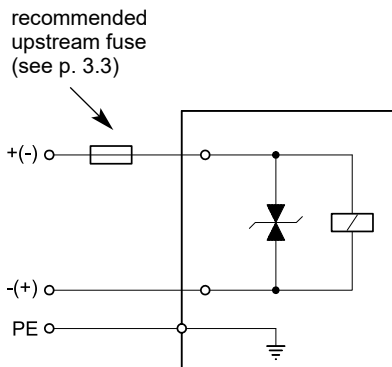 recommended
upstream fuse
(see p. 3.3)
+(-)
-(+)
PE